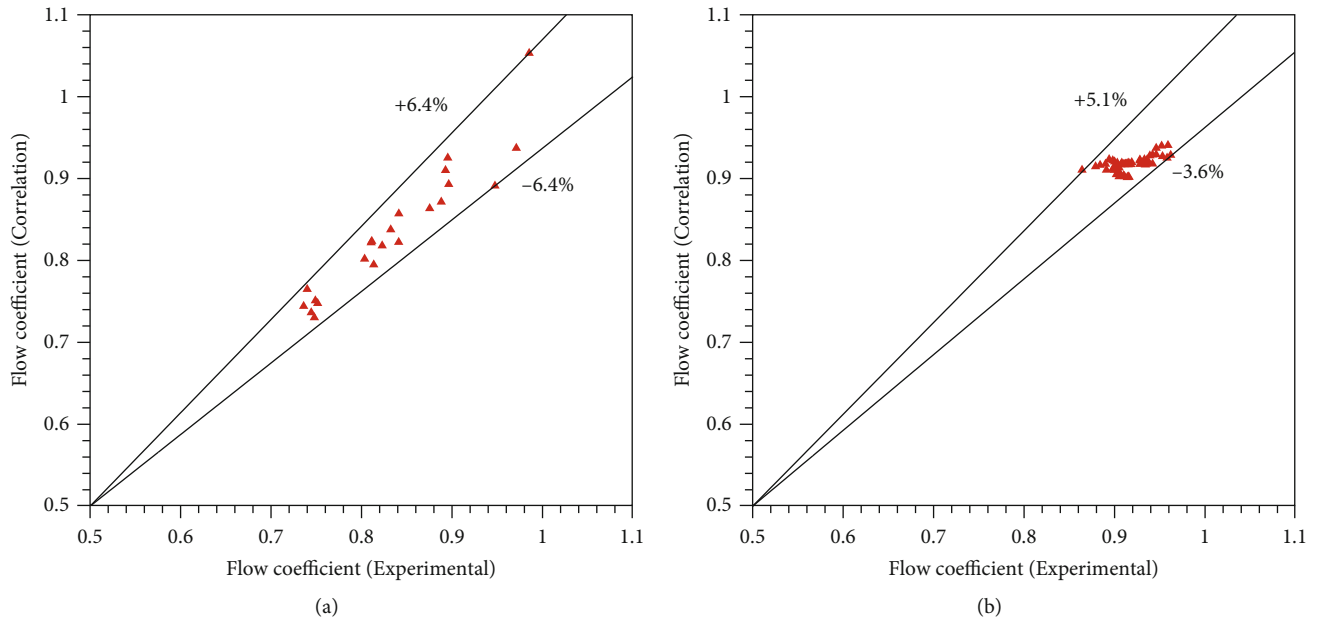 1.1
1
0.9
0.8
0.7
0.6
0.5
Flow coefficient (Correlation)
+6.4%
−6.4%
0.5 0.6 0.7 0.8 0.9 1 1.1
Flow coefficient (Experimental)
(a)
1.1
1
0.9
0.8
0.7
0.6
0.5
Flow coefficient (Correlation)
+5.1%
−3.6%
0.5 0.6 0.7 0.8 0.9 1 1.1
Flow coefficient (Experimental)
(b)